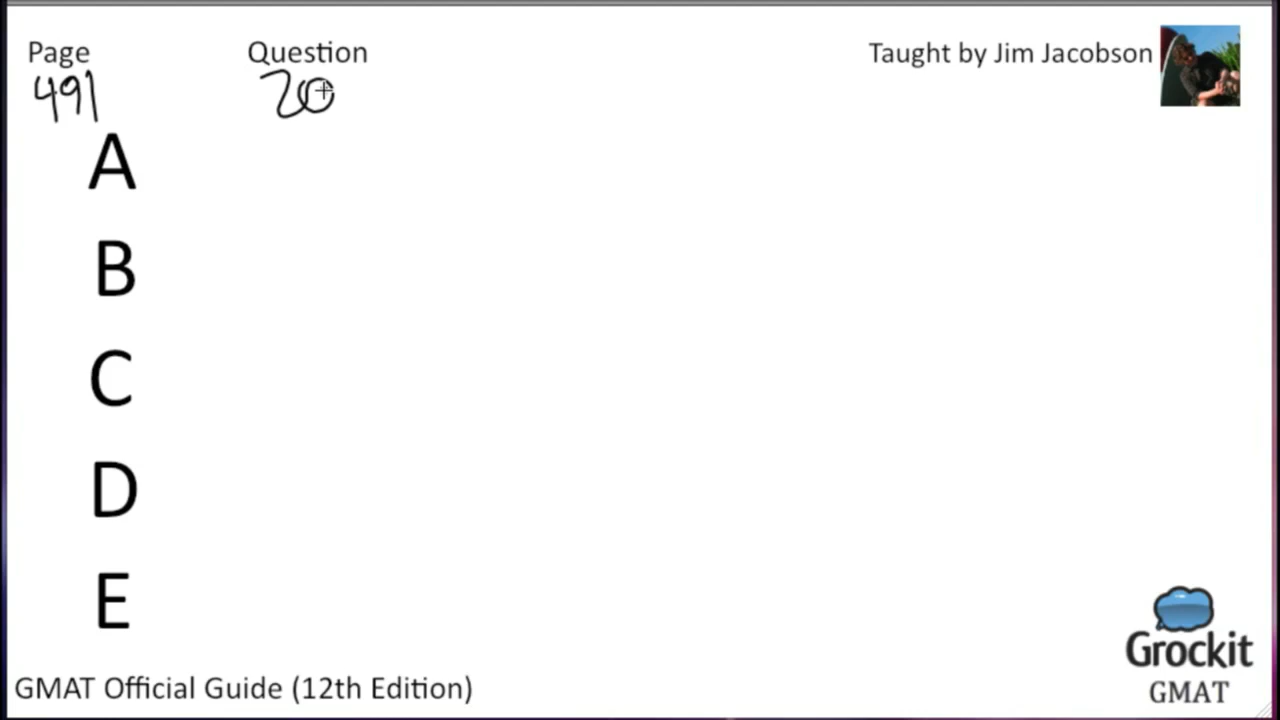 Page Question Taught by Jim Jacobson
491 20
A
B
C
D
E
Grockit
GMAT
GMAT Official Guide (12th Edition)